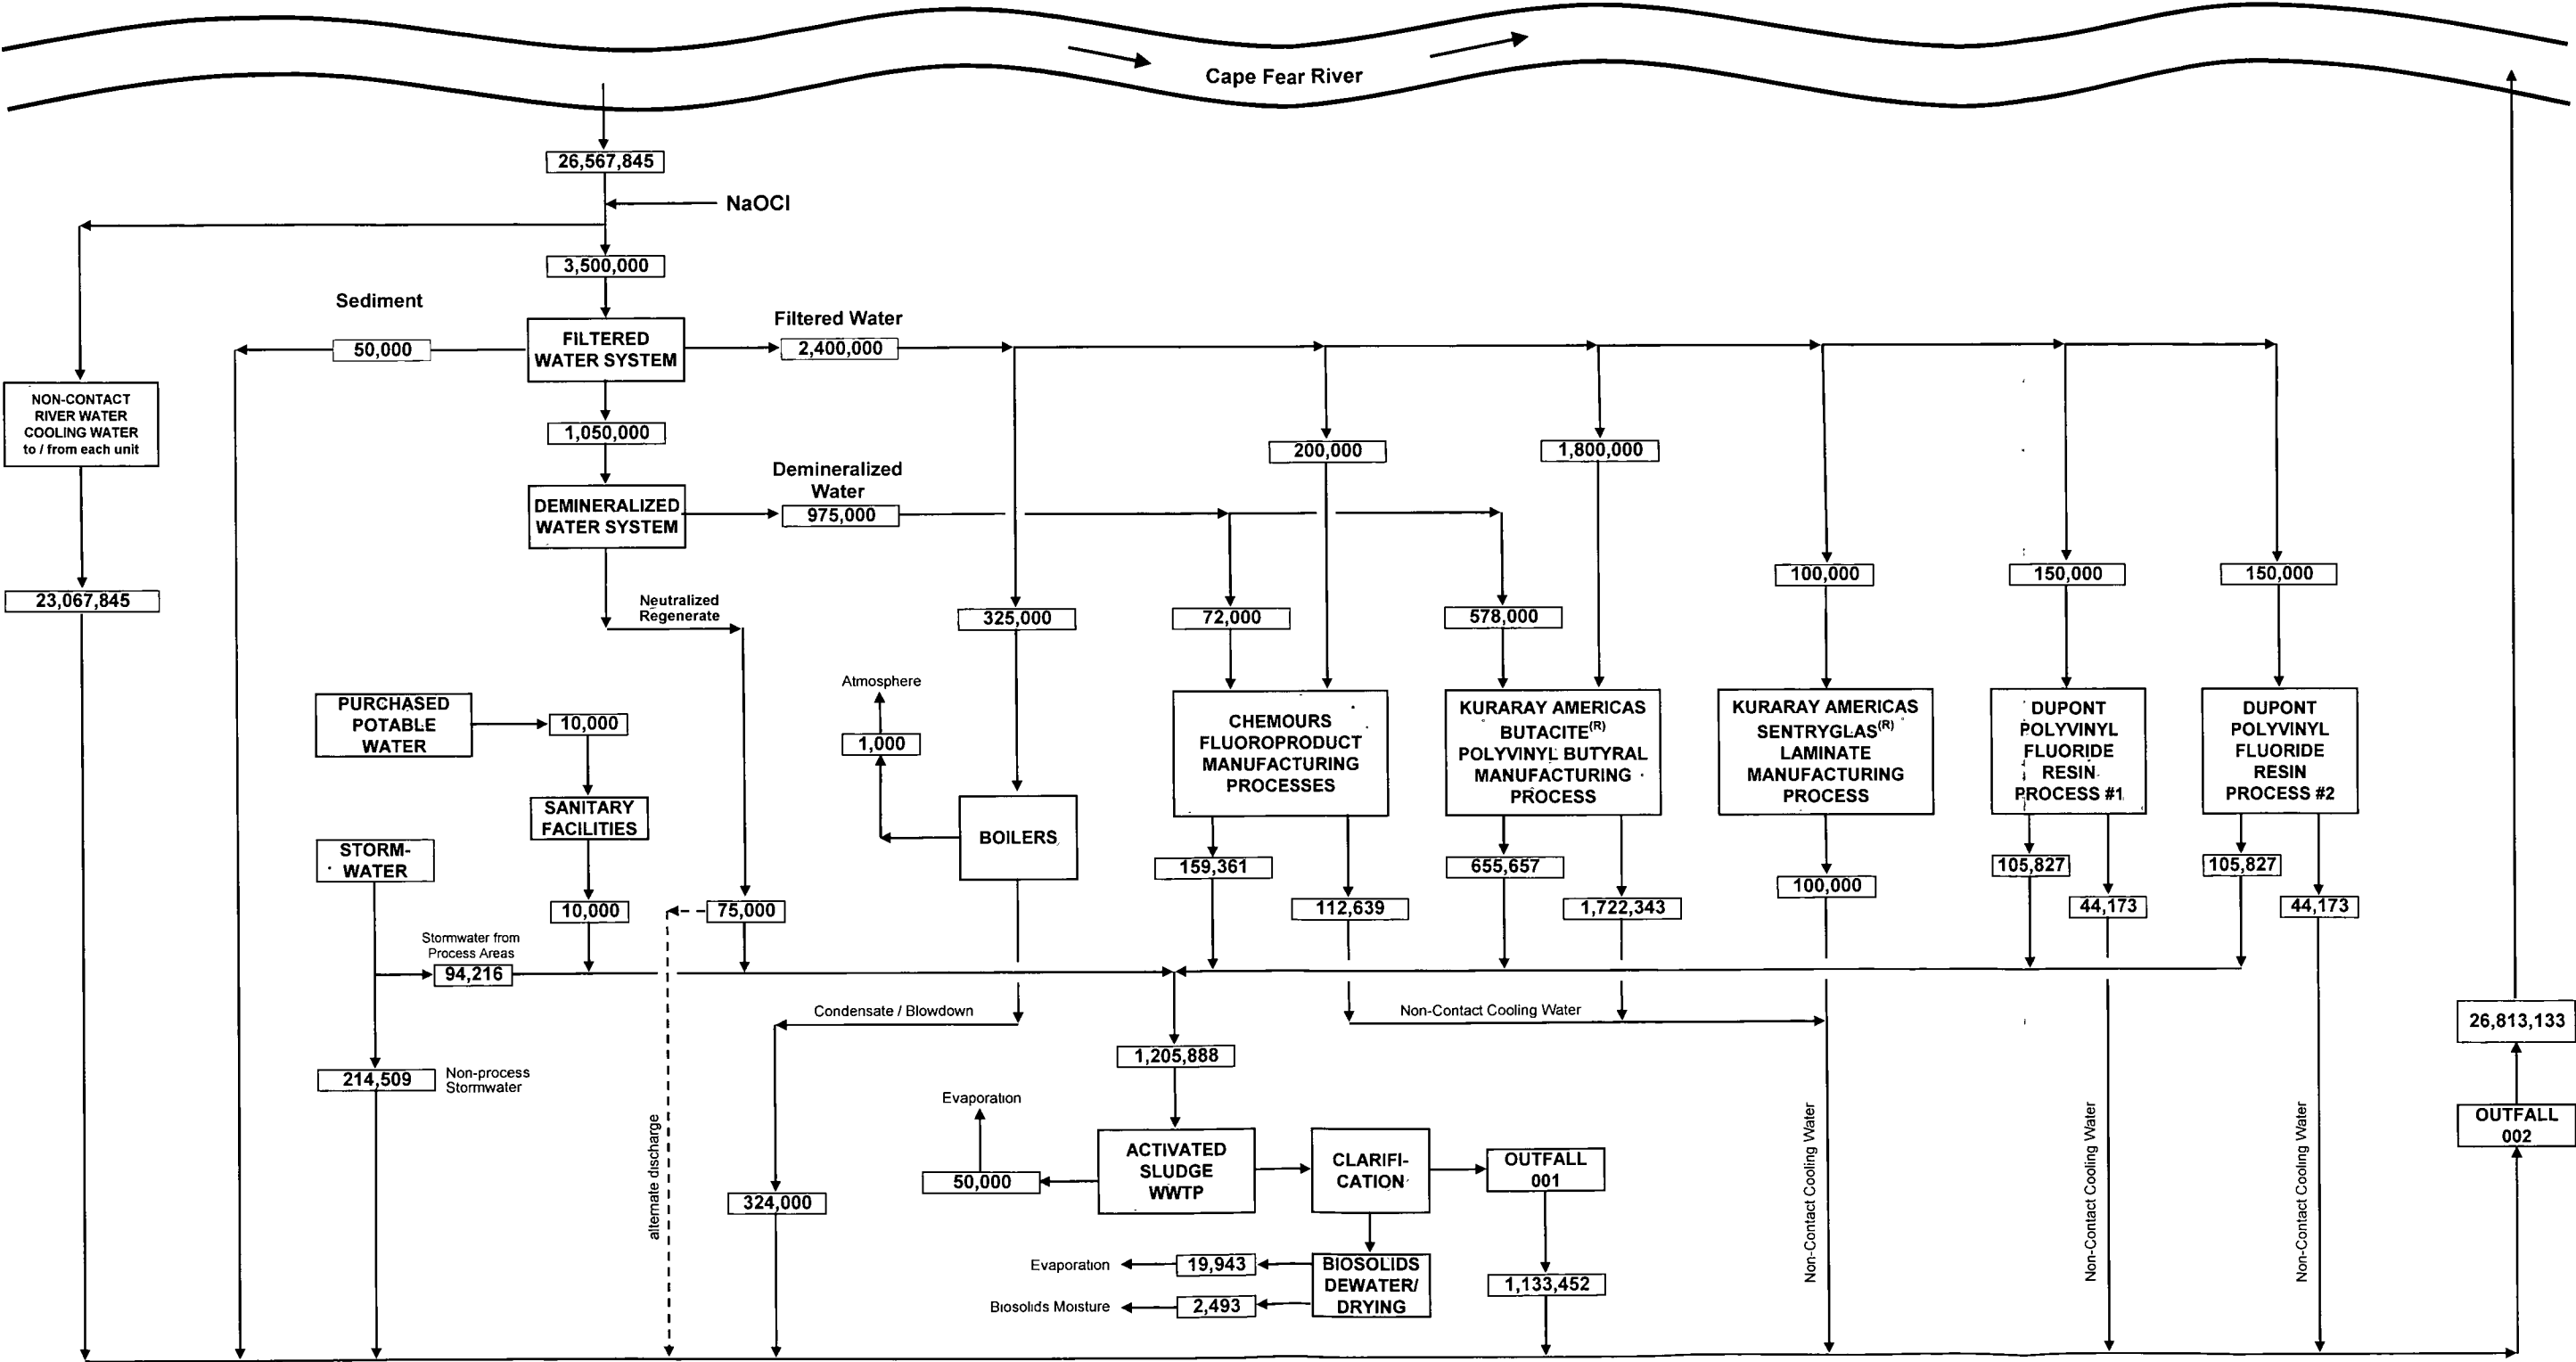 Cape Fear River
26,567,845
NaOCl
3,500,000
Sediment
50,000
FILTERED
WATER SYSTEM
Filtered Water
2,400,000
NON-CONTACT
RIVER WATER
COOLING WATER
to / from each unit
1,050,000
200,000
1,800,000
Demineralized
Water
975,000
DEMINERALIZED
WATER SYSTEM
23,067,845
Neutralized
Regenerate
325,000
72,000
578,000
100,000
150,000
150,000
PURCHASED
POTABLE
WATER
10,000
SANITARY
FACILITIES
10,000
STORM-
WATER
Atmosphere
1,000
BOILERS
CHEMOURS
FLUOROPRODUCT
MANUFACTURING
PROCESSES
KURARAY AMERICAS
BUTACITE(R)
POLYVINYL BUTYRAL
MANUFACTURING
PROCESS
KURARAY AMERICAS
SENTRYGLAS(R)
LAMINATE
MANUFACTURING
PROCESS
DUPONT
POLYVINYL
FLUORIDE
RESIN
PROCESS #1
DUPONT
POLYVINYL
FLUORIDE
RESIN
PROCESS #2
159,361
112,639
655,657
1,722,343
100,000
105,827
44,173
105,827
44,173
75,000
Stormwater from
Process Areas
94,216
Condensate / Blowdown
Non-Contact Cooling Water
214,509
Non-process
Stormwater
1,205,888
26,813,133
alternate discharge
324,000
Evaporation
50,000
ACTIVATED
SLUDGE
WWTP
CLARIFI-
CATION
OUTFALL
001
OUTFALL
002
Evaporation
19,943
Biosolids Moisture
2,493
BIOSOLIDS
DEWATER/
DRYING
1,133,452
Non-Contact Cooling Water
Non-Contact Cooling Water
Non-Contact Cooling Water